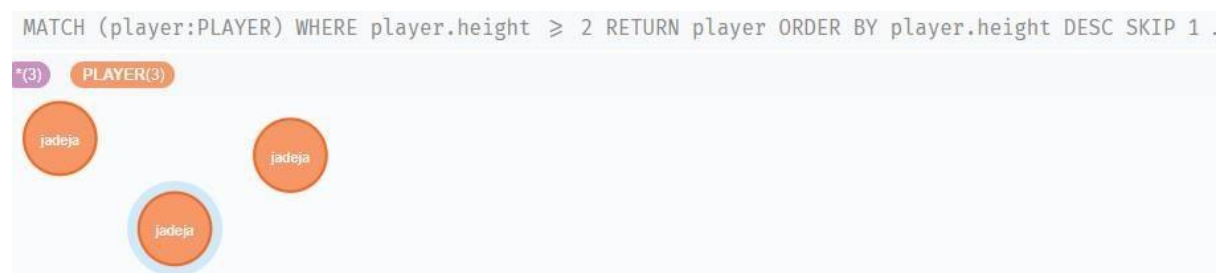 MATCH (player:PLAYER) WHERE player.height ⩾ 2 RETURN player ORDER BY player.height DESC SKIP 1 .
*(3) PLAYER(3)
jadeja
jadeja
jadeja